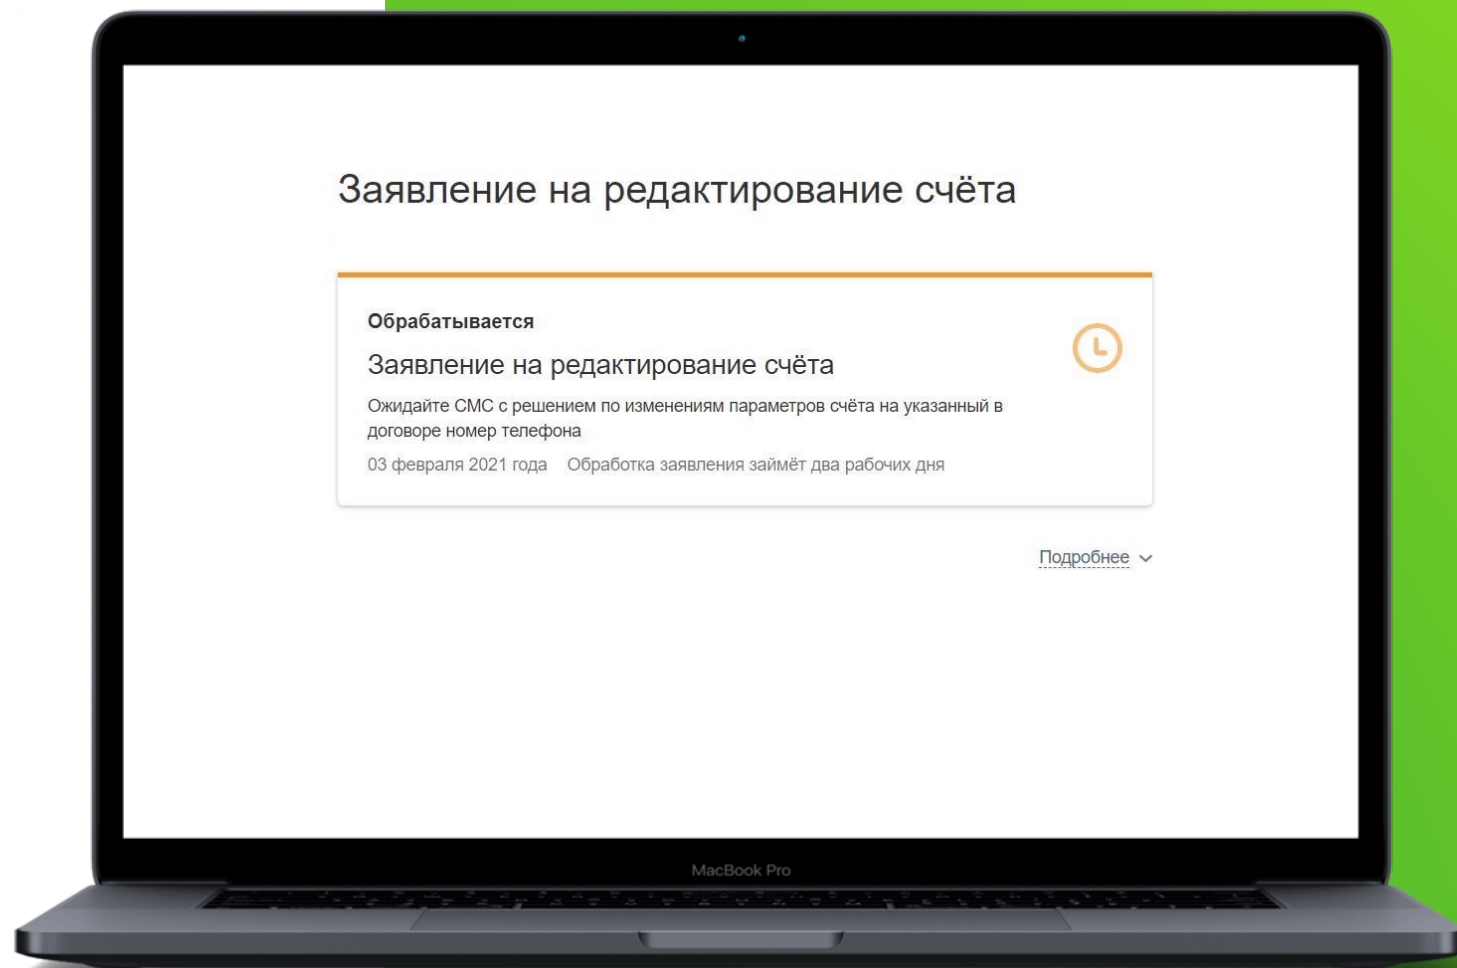 Заявление на редактирование счёта
Обрабатывается
Заявление на редактирование счёта
Ожидайте СМС с решением по изменениям параметров счёта на указанный в
договоре номер телефона
03 февраля 2021 года Обработка заявления займёт два рабочих дня
Подробнее
MacBook Pro